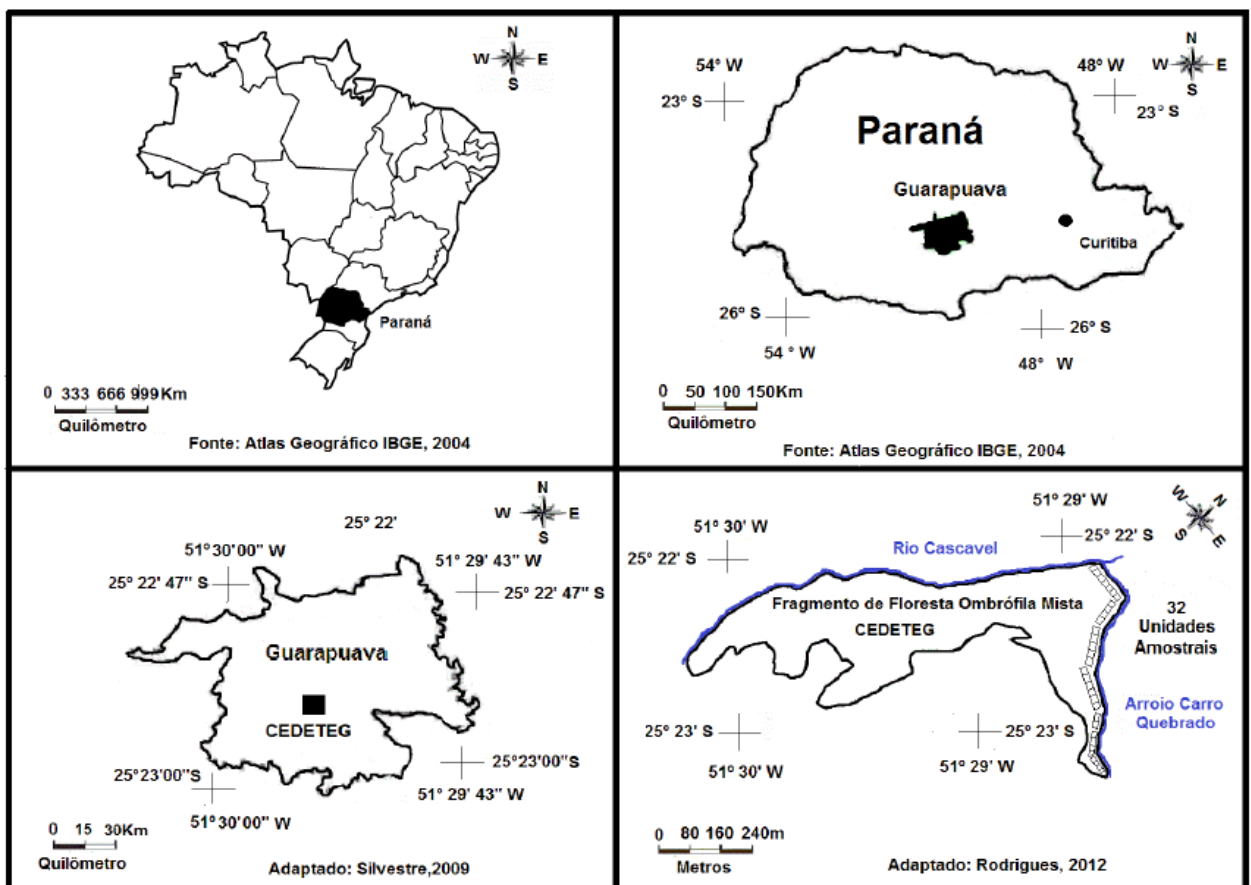 N
W E
S
Paraná
0 333 666 999Km
Quilômetro
Fonte: Atlas Geográfico IBGE, 2004
N
W E
S
54° W
48° W
23° S
23° S
Paraná
Guarapuava
Curitiba
26° S
26° S
54 ° W
48° W
0 50 100 150Km
Quilômetro
Fonte: Atlas Geográfico IBGE, 2004
N
W E
S
25° 22'
51° 30'00" W
51° 29' 43" W
25° 22' 47" S
25° 22' 47" S
Guarapuava
CEDETEG
25°23'00"S
25°23'00"S
51° 29' 43" W
51° 30'00" W
0 15 30Km
Quilômetro
Adaptado: Silvestre,2009
W N
S E
51° 29' W
51° 30' W
25° 22' S
25° 22' S
Rio Cascavel
Fragmento de Floresta Ombrófila Mista
CEDETEG
32
Unidades
Amostrais
Arroio Carro
Quebrado
25° 23' S
25° 23' S
51° 30' W
51° 29' W
0 80 160 240m
Metros
Adaptado: Rodrigues, 2012